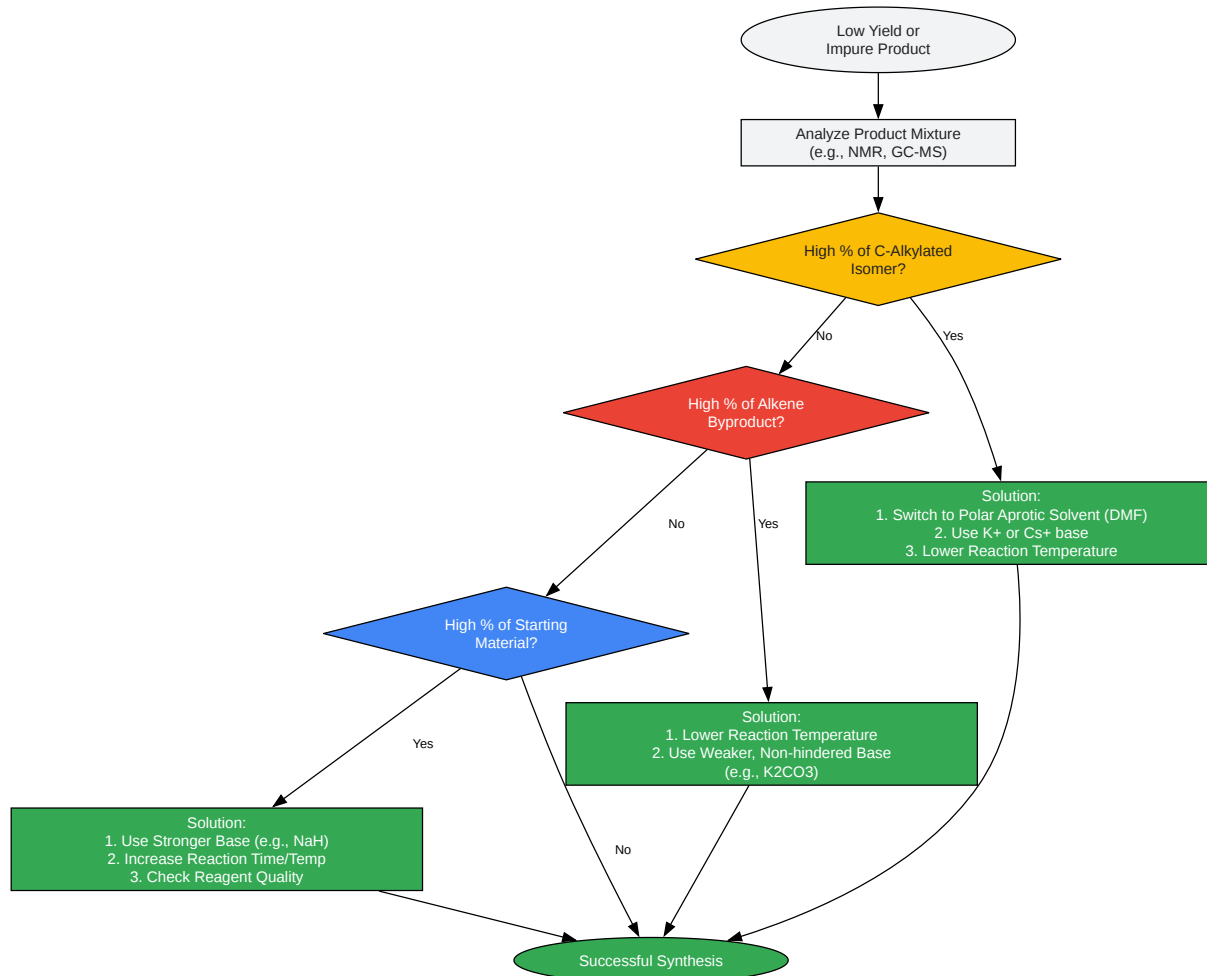 Low Yield or
Impure Product
Analyze Product Mixture
(e.g., NMR, GC-MS)
High % of C-Alkylated
Isomer?
No
Yes
High % of Alkene
Byproduct?
Solution:
1. Switch to Polar Aprotic Solvent (DMF)
2. Use K+ or Cs+ base
3. Lower Reaction Temperature
No
Yes
High % of Starting
Material?
Solution:
1. Lower Reaction Temperature
2. Use Weaker, Non-hindered Base
(e.g., K2CO3)
Yes
No
Solution:
1. Use Stronger Base (e.g., NaH)
2. Increase Reaction Time/Temp
3. Check Reagent Quality
Successful Synthesis